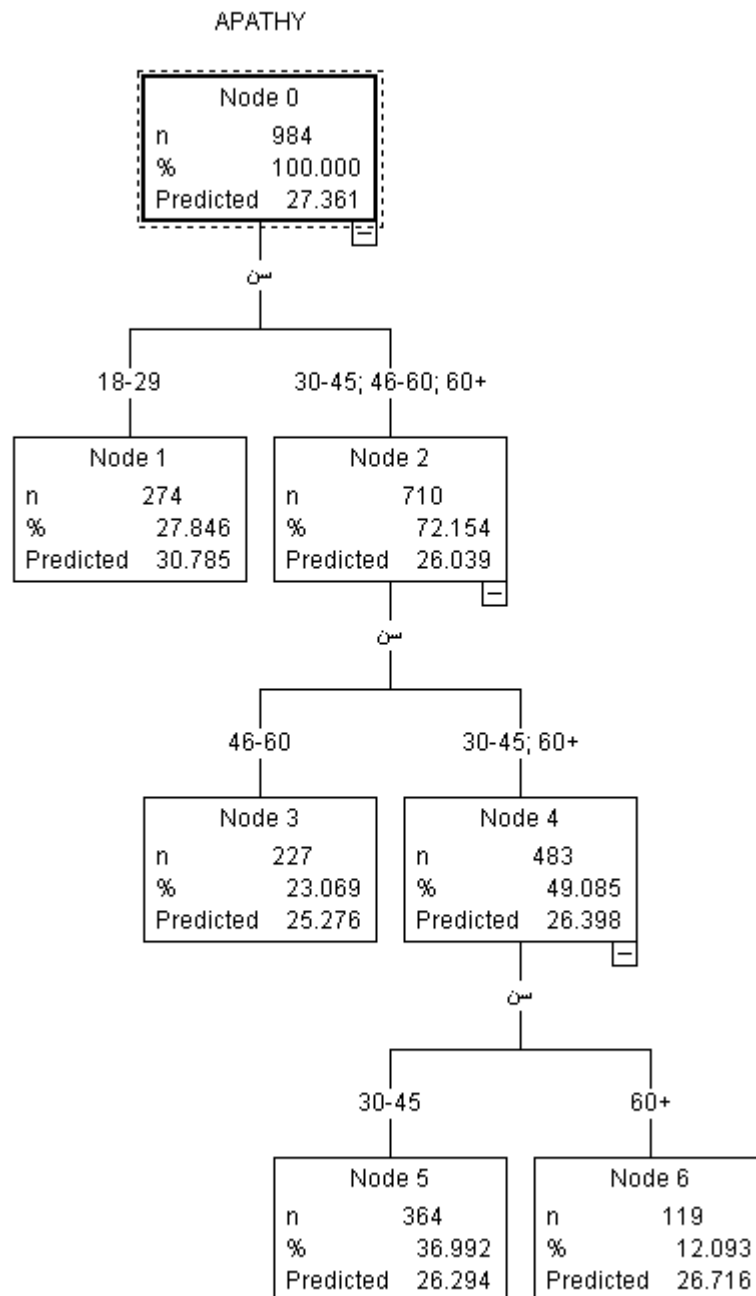 APATHY
Node 0
n 984
% 100.000
Predicted 27.361
سن
18-29 30-45; 46-60; 60+
Node 1
n 274
% 27.846
Predicted 30.785
Node 2
n 710
% 72.154
Predicted 26.039
سن
46-60 30-45; 60+
Node 3
n 227
% 23.069
Predicted 25.276
Node 4
n 483
% 49.085
Predicted 26.398
سن
30-45 60+
Node 5
n 364
% 36.992
Predicted 26.294
Node 6
n 119
% 12.093
Predicted 26.716